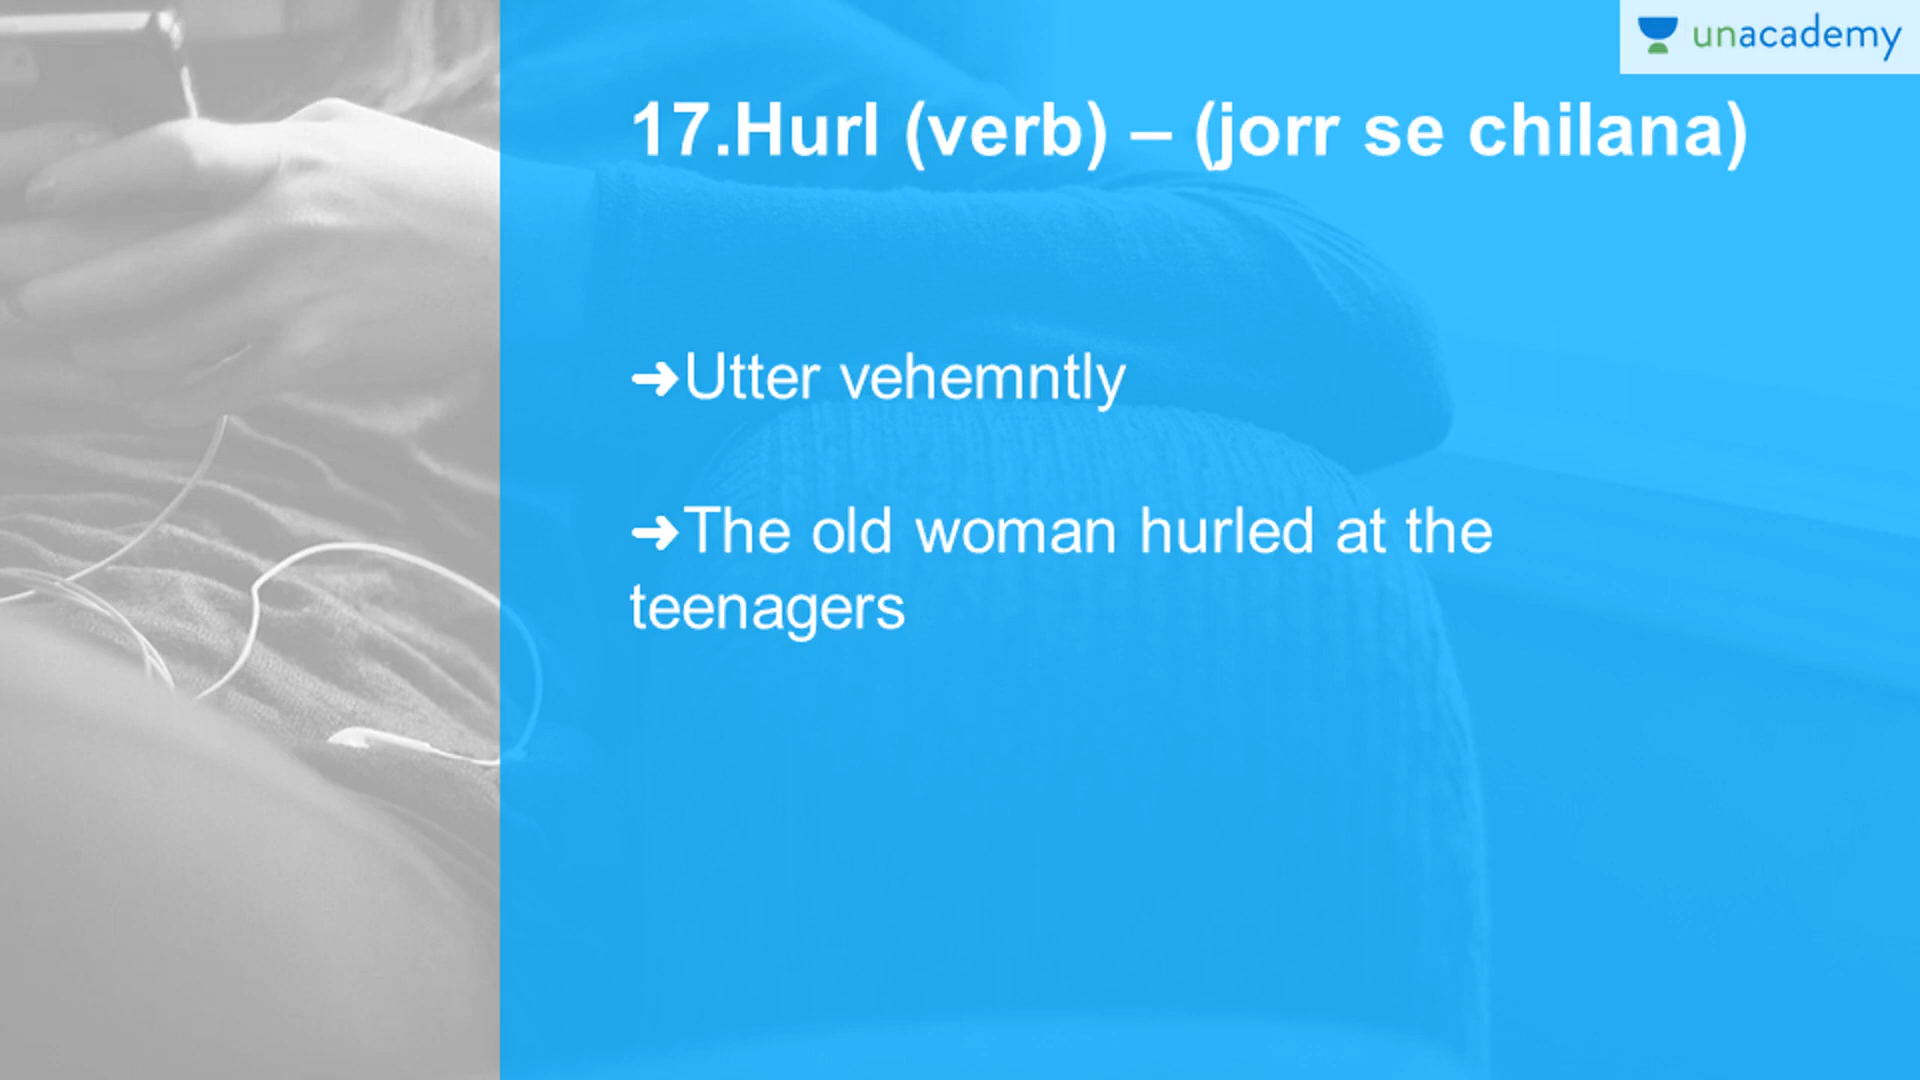 unacademy
17.Hurl (verb) – (jorr se chilana)
➜Utter vehemntly
➜The old woman hurled at the
teenagers